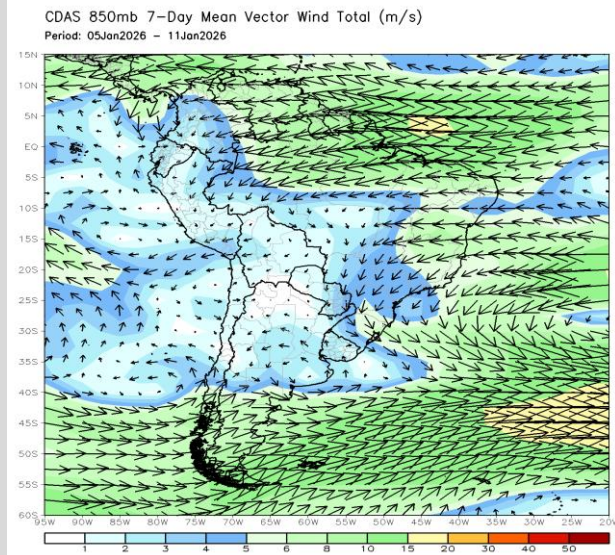 CDAS 850mb 7-Day Mean Vector Wind Total (m/s)
Period: 05Jan2026 - 11Jan2026
15N
10N
5N
EQ
5S
10S
15S
20S
25S
30S
35S
40S
45S
50S
55S
60S
95W 90W 85W 80W 75W 70W 65W 60W 55W 50W 45W 40W 35W 30W 25W 20W
1 2 3 4 5 6 8 10 15 20 30 40 50